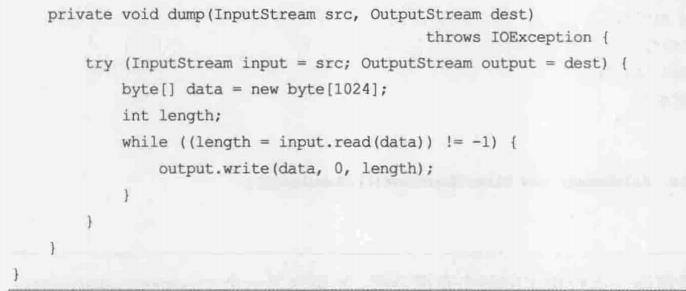 private void dump(InputStream src, OutputStream dest)
throws IOException {
try (InputStream input = src; OutputStream output = dest) {
byte[] data = new byte[1024];
int length;
while ((length = input.read(data)) != -1) {
output.write(data, 0, length);
}
}
}
}